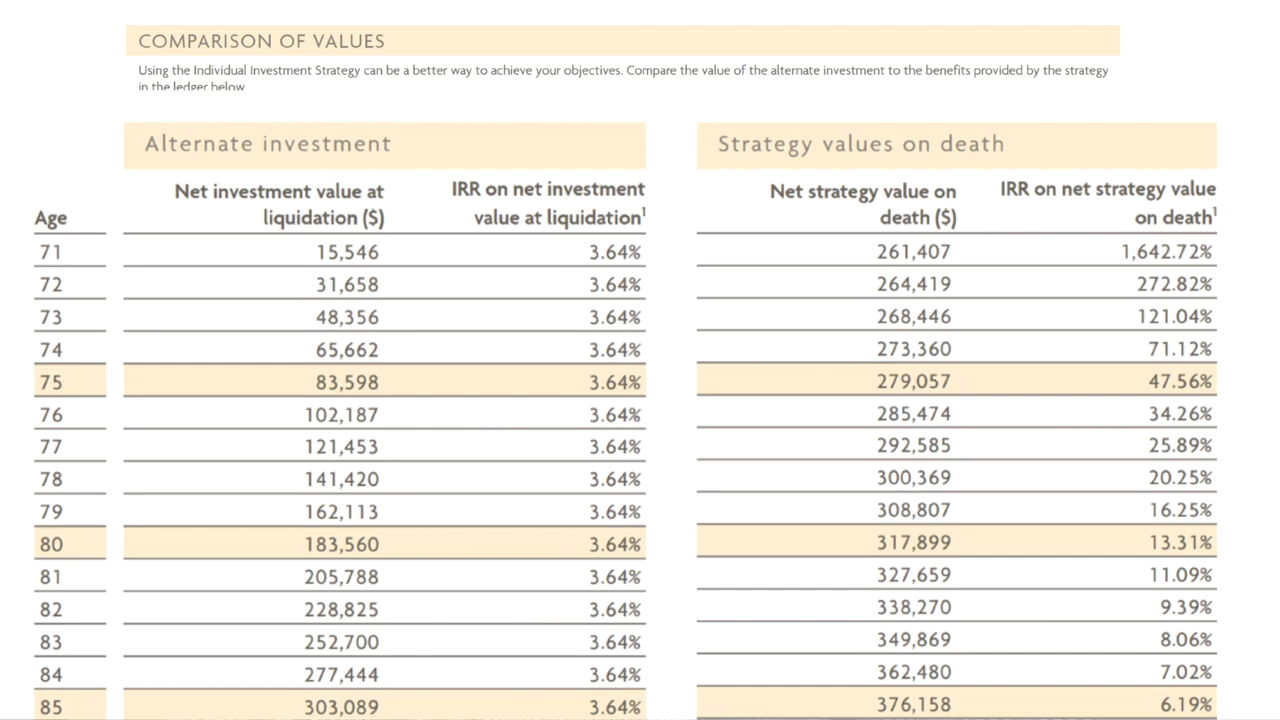 COMPARISON OF VALUES
Using the Individual Investment Strategy can be a better way to achieve your objectives. Compare the value of the alternate investment to the benefits provided by the strategy
in the ledger below
Alternate investment Strategy values on death
Age Net investment value at liquidation ($) IRR on net investment value at liquidation¹ Net strategy value on death ($) IRR on net strategy value on death¹
71 15,546 3.64% 261,407 1,642.72%
72 31,658 3.64% 264,419 272.82%
73 48,356 3.64% 268,446 121.04%
74 65,662 3.64% 273,360 71.12%
75 83,598 3.64% 279,057 47.56%
76 102,187 3.64% 285,474 34.26%
77 121,453 3.64% 292,585 25.89%
78 141,420 3.64% 300,369 20.25%
79 162,113 3.64% 308,807 16.25%
80 183,560 3.64% 317,899 13.31%
81 205,788 3.64% 327,659 11.09%
82 228,825 3.64% 338,270 9.39%
83 252,700 3.64% 349,869 8.06%
84 277,444 3.64% 362,480 7.02%
85 303,089 3.64% 376,158 6.19%